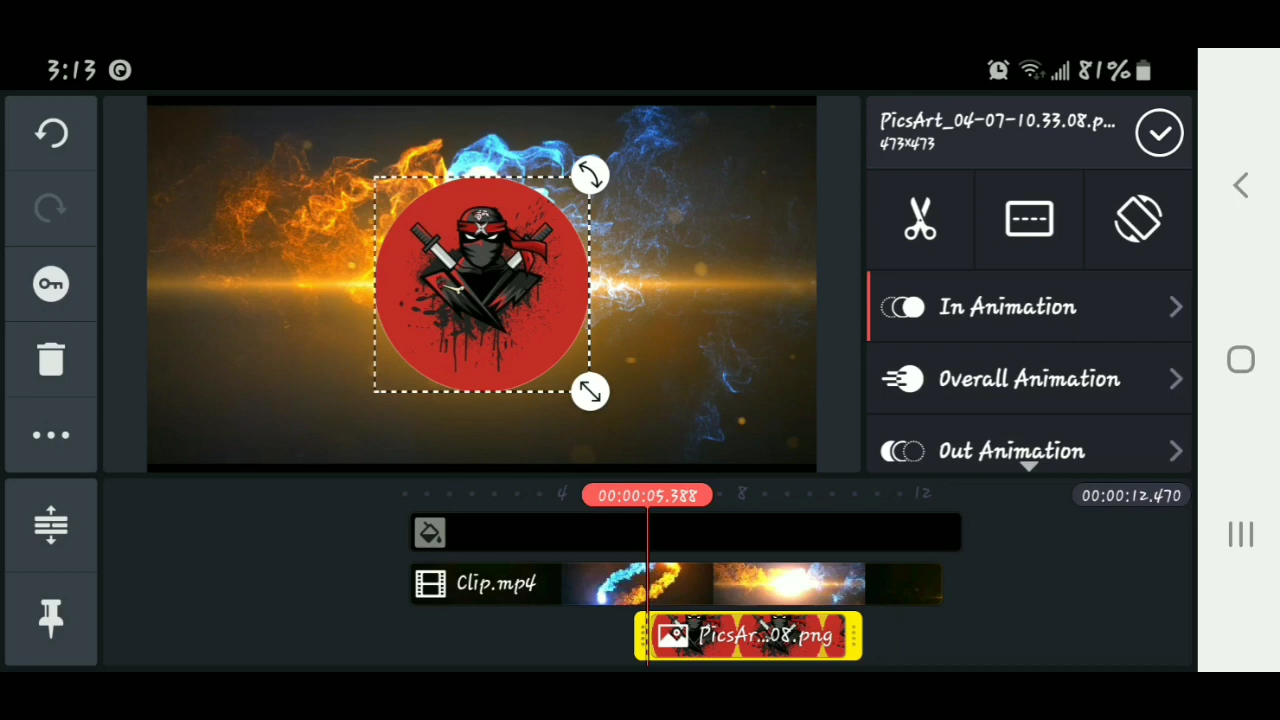 3:13
81%
PicsArt_04-07-10.33.08.p...
473x473
In Animation
Overall Animation
Out Animation
4
00:00:05.388
8
12
00:00:12.470
Clip.mp4
PicsAr...08.png